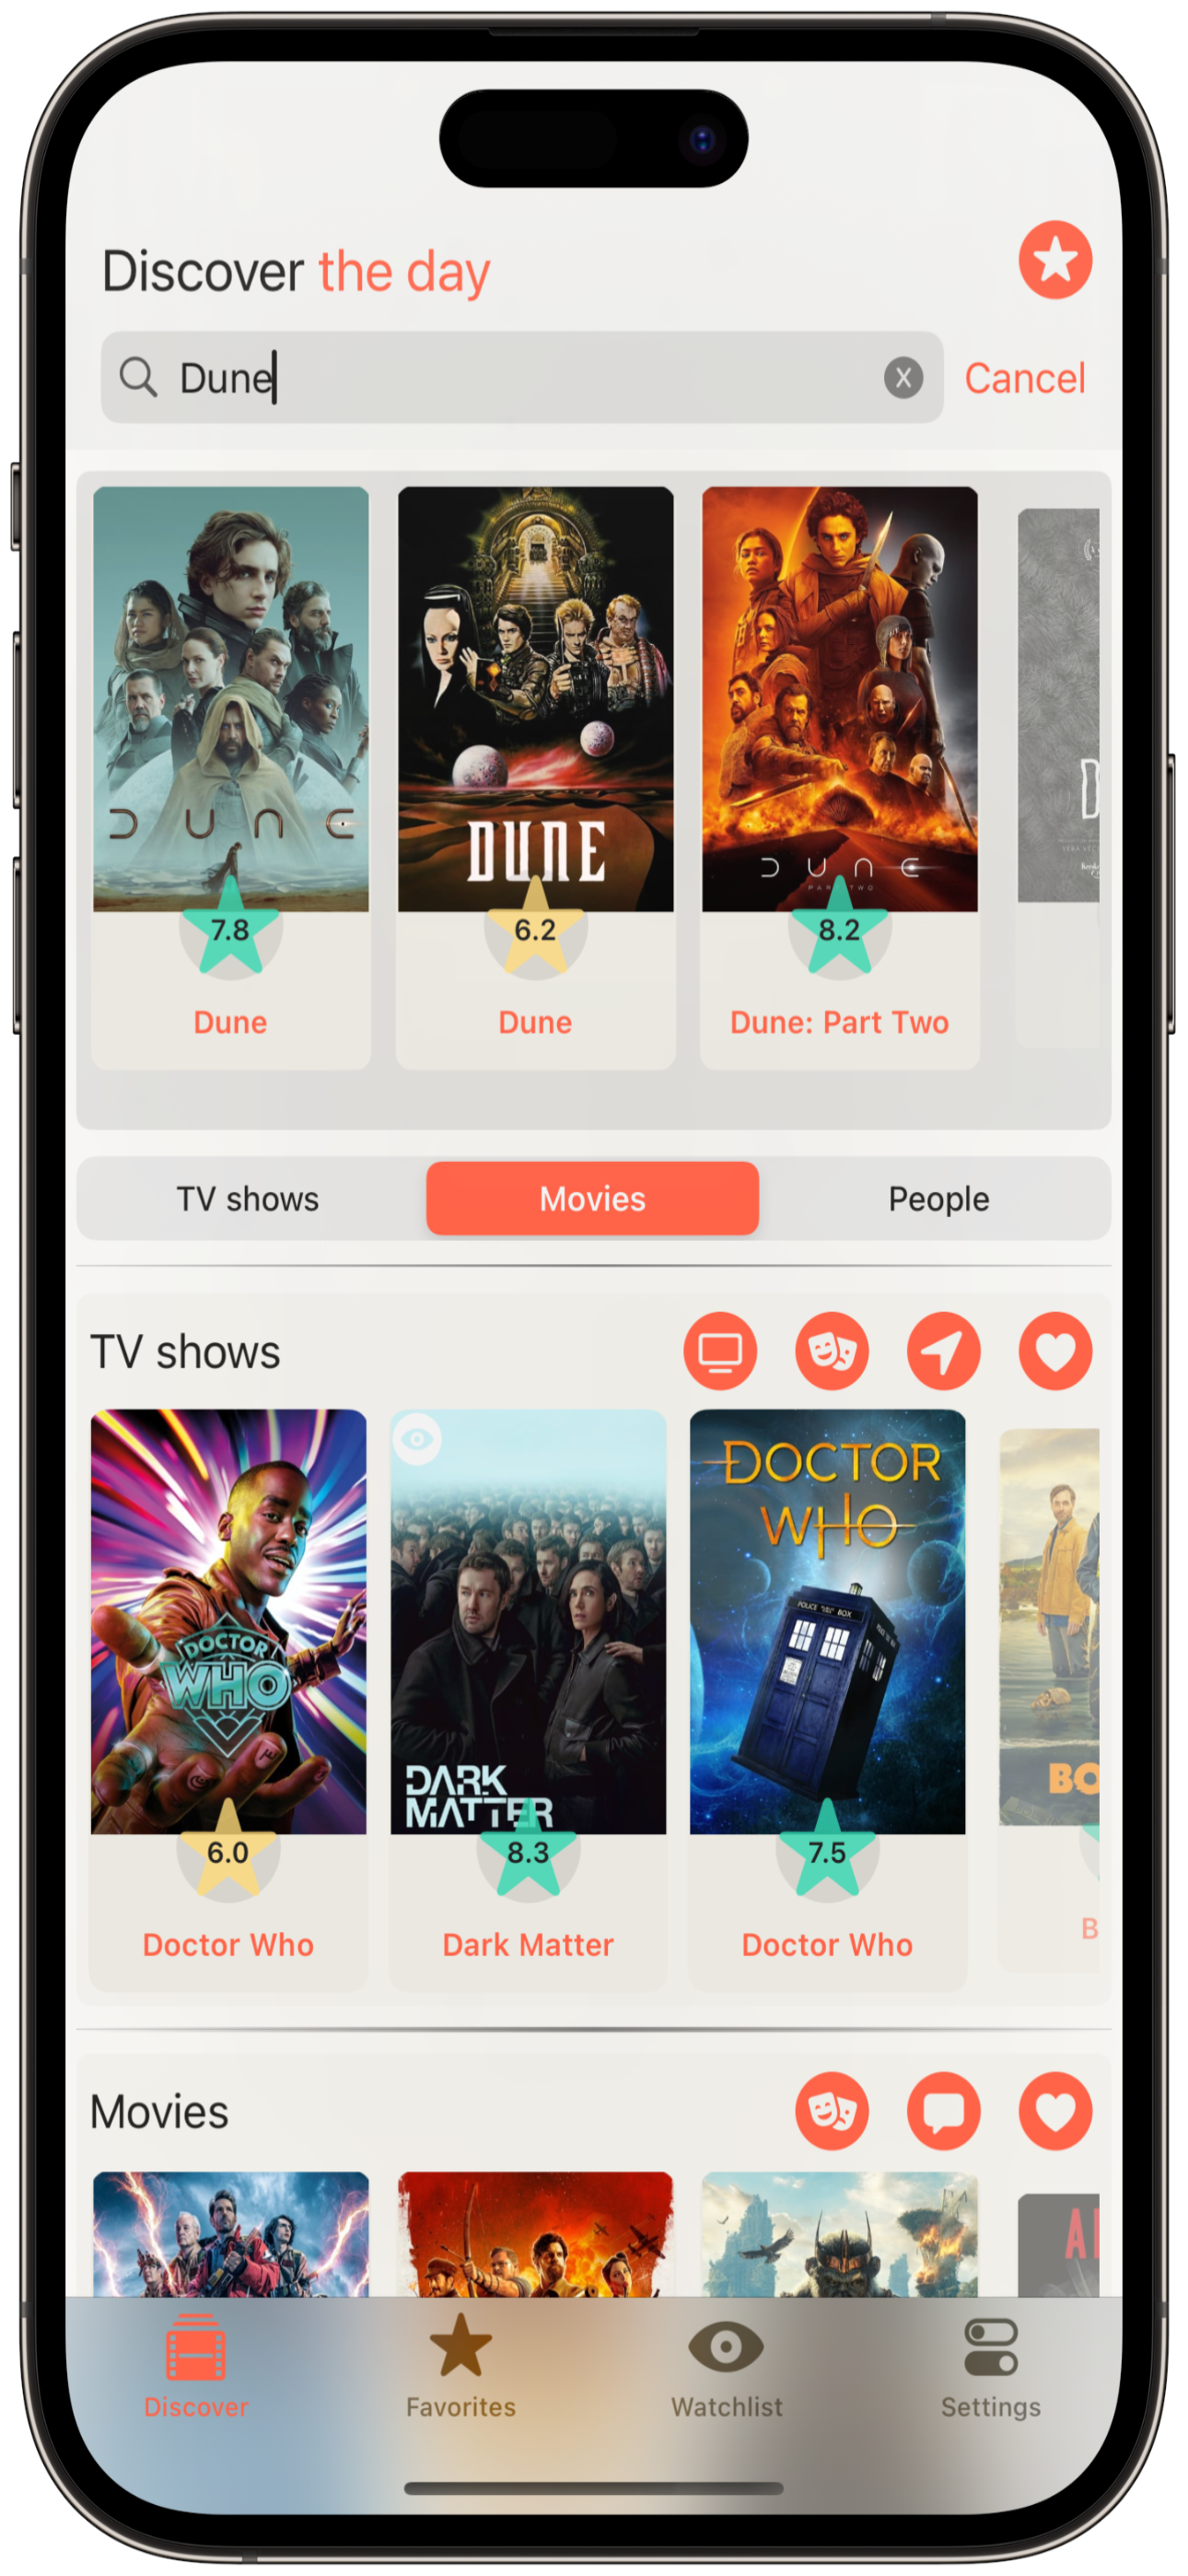 Discover the day
Dune
X
Cancel
DUNE
DUNE
DUNE
PART TWO
D
7.8
6.2
8.2
Dune
Dune
Dune: Part Two
TV shows
Movies
People
TV shows
DOCTOR
WHO
DARK
MATTER
DOCTOR
WHO
POLICE BOX
BO
6.0
8.3
7.5
Doctor Who
Dark Matter
Doctor Who
B
Movies
Discover
Favorites
Watchlist
Settings